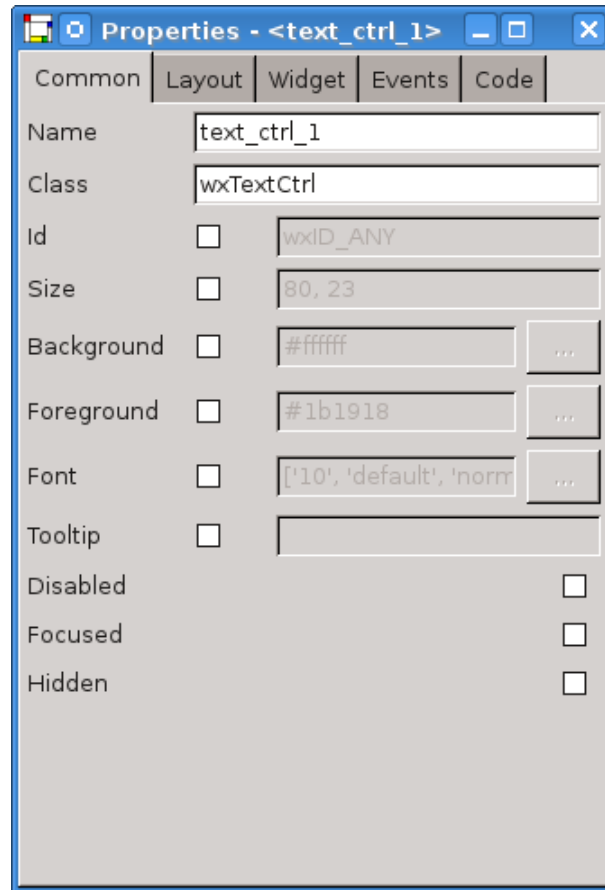 Properties - <text_ctrl_1>
Common Layout Widget Events Code
Name text_ctrl_1
Class wxTextCtrl
Id wxID_ANY
Size 80, 23
Background #ffffff ...
Foreground #1b1918 ...
Font ['10', 'default', 'norm ...
Tooltip
Disabled
Focused
Hidden